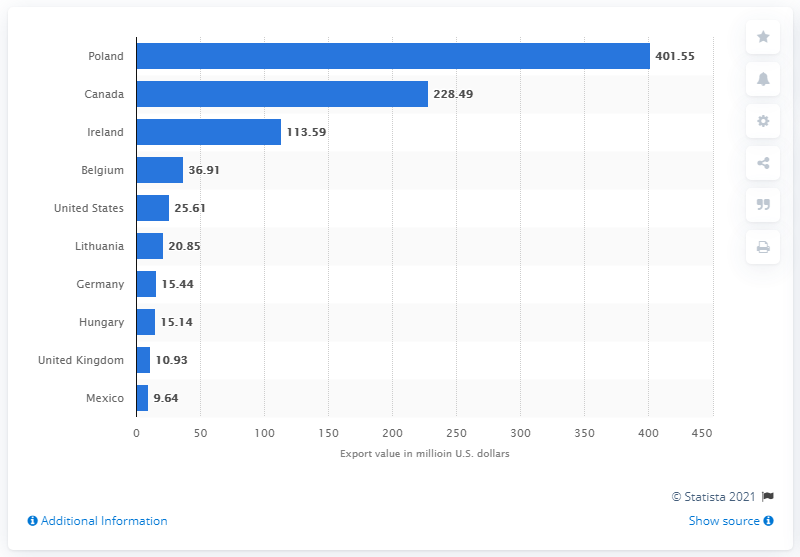 Poland 401.55
Canada 228.49
Ireland 113.59
Belgium 36.91
United States 25.61
Lithuania 20.85
Germany 15.44
Hungary 15.14
United Kingdom 10.93
Mexico 9.64
0 50 100 150 200 250 300 350 400 450
Export value in millioin U.S. dollars
© Statista 2021
Additional Information
Show source